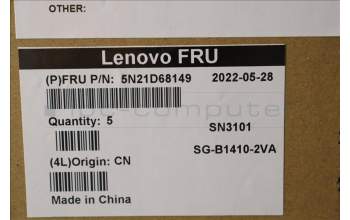 OTHER:
Lenovo FRU
(P)FRU P/N: 5N21D68149 2022-05-28
Quantity: 5
SN3101
SG-B1410-2VA
(4L)Origin: CN
Made in China